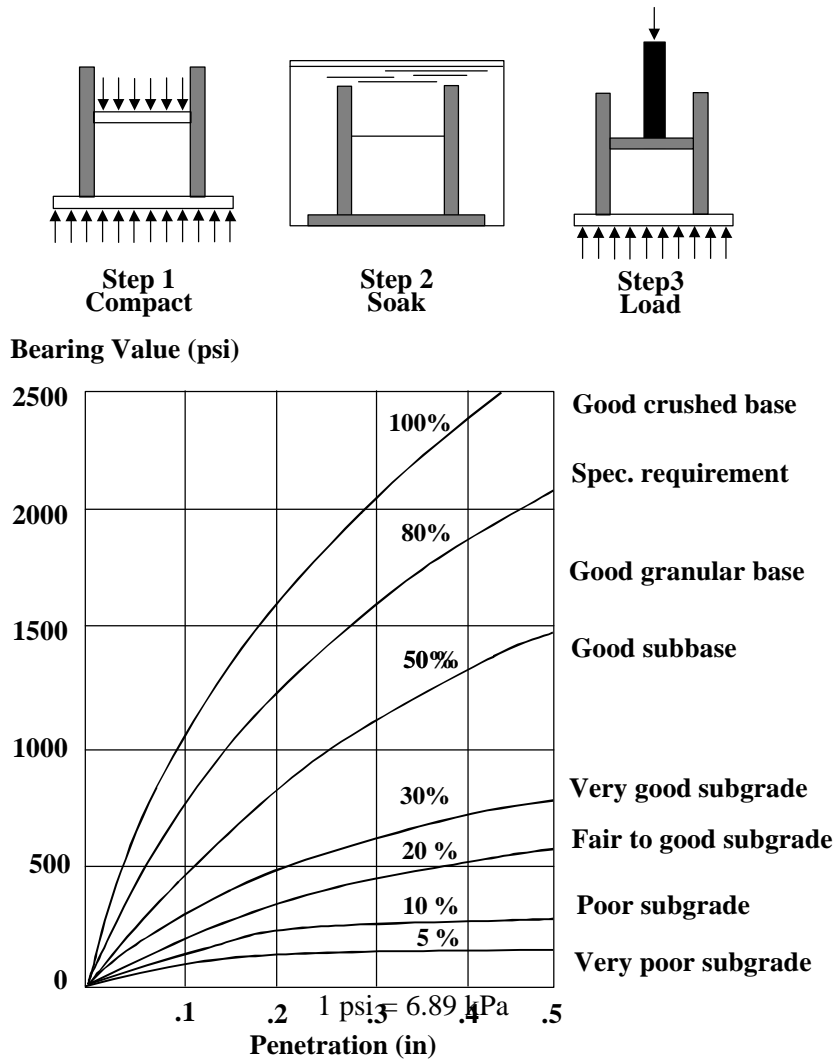 Step 1
Compact
Step 2
Soak
Step3
Load
Bearing Value (psi)
2500
2000
1500
1000
500
0
100%
80%
50%
30%
20 %
10 %
5 %
Good crushed base
Spec. requirement
Good granular base
Good subbase
Very good subgrade
Fair to good subgrade
Poor subgrade
Very poor subgrade
.1
.2
.3
.4
.5
1 psi = 6.89 kPa
Penetration (in)